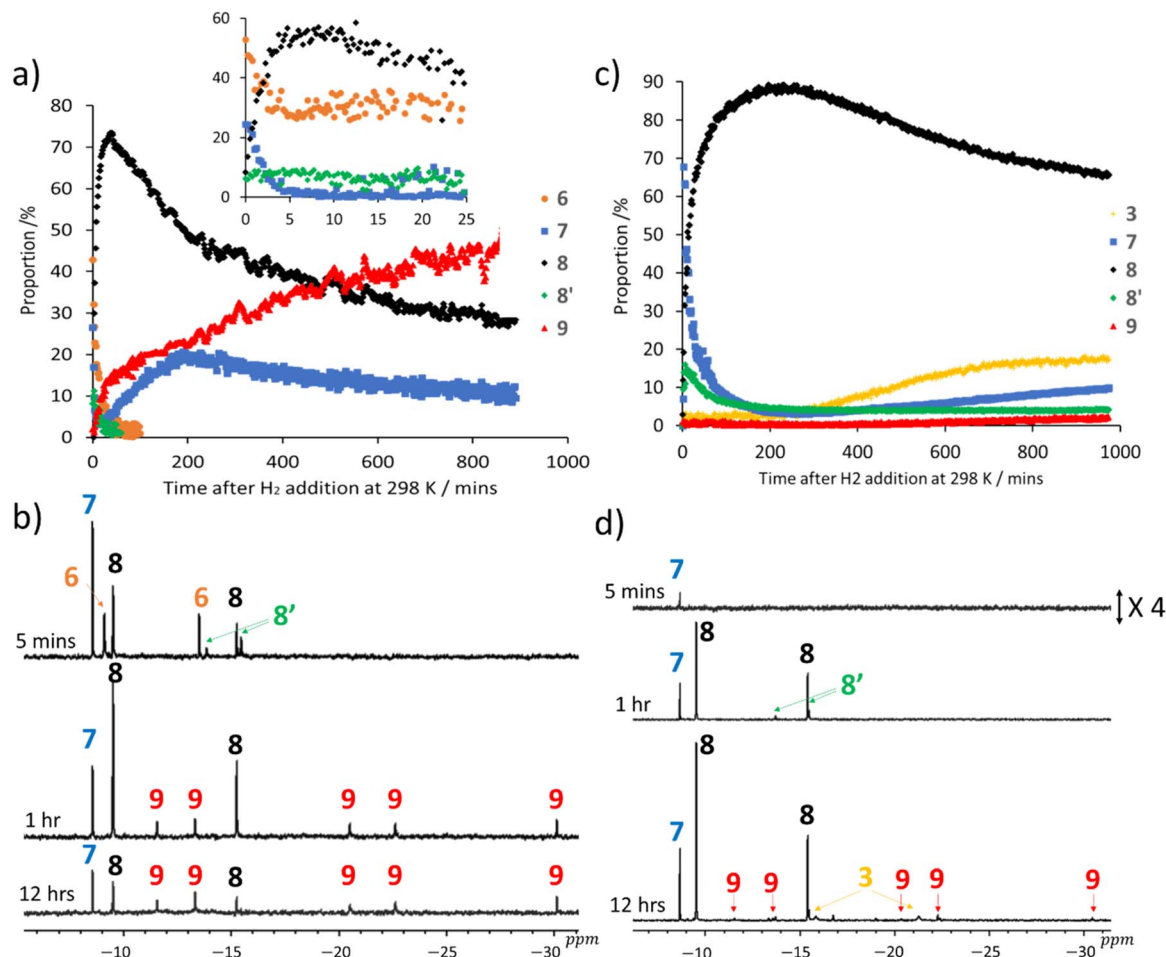 a)
60
40
20
0
0 5 10 15 20 25
80
70
60
50
40
30
20
10
0
Proportion /%
0 200 400 600 800 1000
Time after H₂ addition at 298 K / mins
6
7
8
8'
9
c)
90
80
70
60
50
40
30
20
10
0
Proportion /%
0 200 400 600 800 1000
Time after H2 addition at 298 K / mins
3
7
8
8'
9
b)
7
6 8 6 8
8'
5 mins
8
7 8
9 9 9 9 9
1 hr
7 8 9 9 8 9 9 9
12 hrs
−10 −15 −20 −25 −30 ppm
d)
7
5 mins
X 4
8
7 8
8'
1 hr
8
7 8
9 9 3 9 9 9
12 hrs
−10 −15 −20 −25 −30 ppm